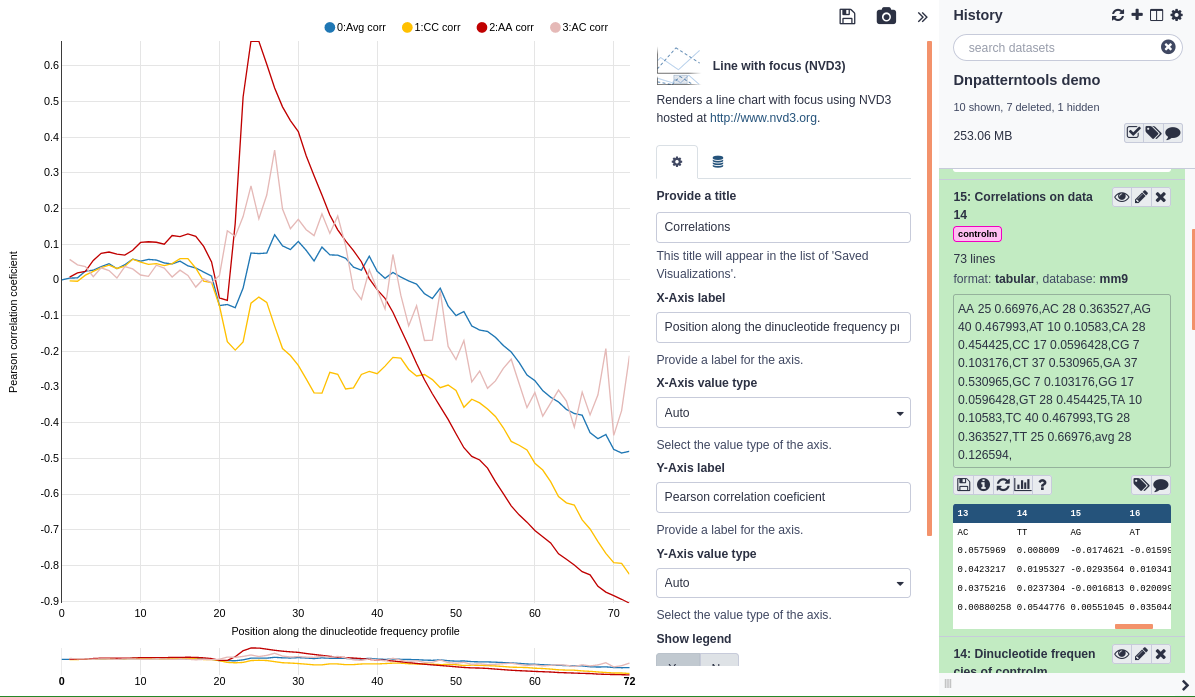 0:Avg corr 1:CC corr 2:AA corr 3:AC corr
Pearson correlation coeficient
0.6
0.5
0.4
0.3
0.2
0.1
0
-0.1
-0.2
-0.3
-0.4
-0.5
-0.6
-0.7
-0.8
-0.9
0 10 20 30 40 50 60 70
Position along the dinucleotide frequency profile
0 10 20 30 40 50 60 72
Line with focus (NVD3)
Renders a line chart with focus using NVD3
hosted at http://www.nvd3.org.
Provide a title
Correlations
This title will appear in the list of 'Saved
Visualizations'.
X-Axis label
Position along the dinucleotide frequency pr
Provide a label for the axis.
X-Axis value type
Auto
Select the value type of the axis.
Y-Axis label
Pearson correlation coeficient
Provide a label for the axis.
Y-Axis value type
Auto
Select the value type of the axis.
Show legend
History
search datasets
Dnpatterntools demo
10 shown, 7 deleted, 1 hidden
253.06 MB
15: Correlations on data
14
controlm
73 lines
format: tabular, database: mm9
AA 25 0.66976,AC 28 0.363527,AG
40 0.467993,AT 10 0.10583,CA 28
0.454425,CC 17 0.0596428,CG 7
0.103176,CT 37 0.530965,GA 37
0.530965,GC 7 0.103176,GG 17
0.0596428,GT 28 0.454425,TA 10
0.10583,TC 40 0.467993,TG 28
0.363527,TT 25 0.66976,avg 28
0.126594,
?
13 14 15 16
AC TT AG AT
0.0575969 0.008009 -0.0174621 -0.01599
0.0423217 0.0195327 -0.0293564 0.010341
0.0375216 0.0237304 -0.0016813 0.020099
0.00880258 0.0544776 0.00551045 0.035044
14: Dinucleotide frequen
cies of controlm